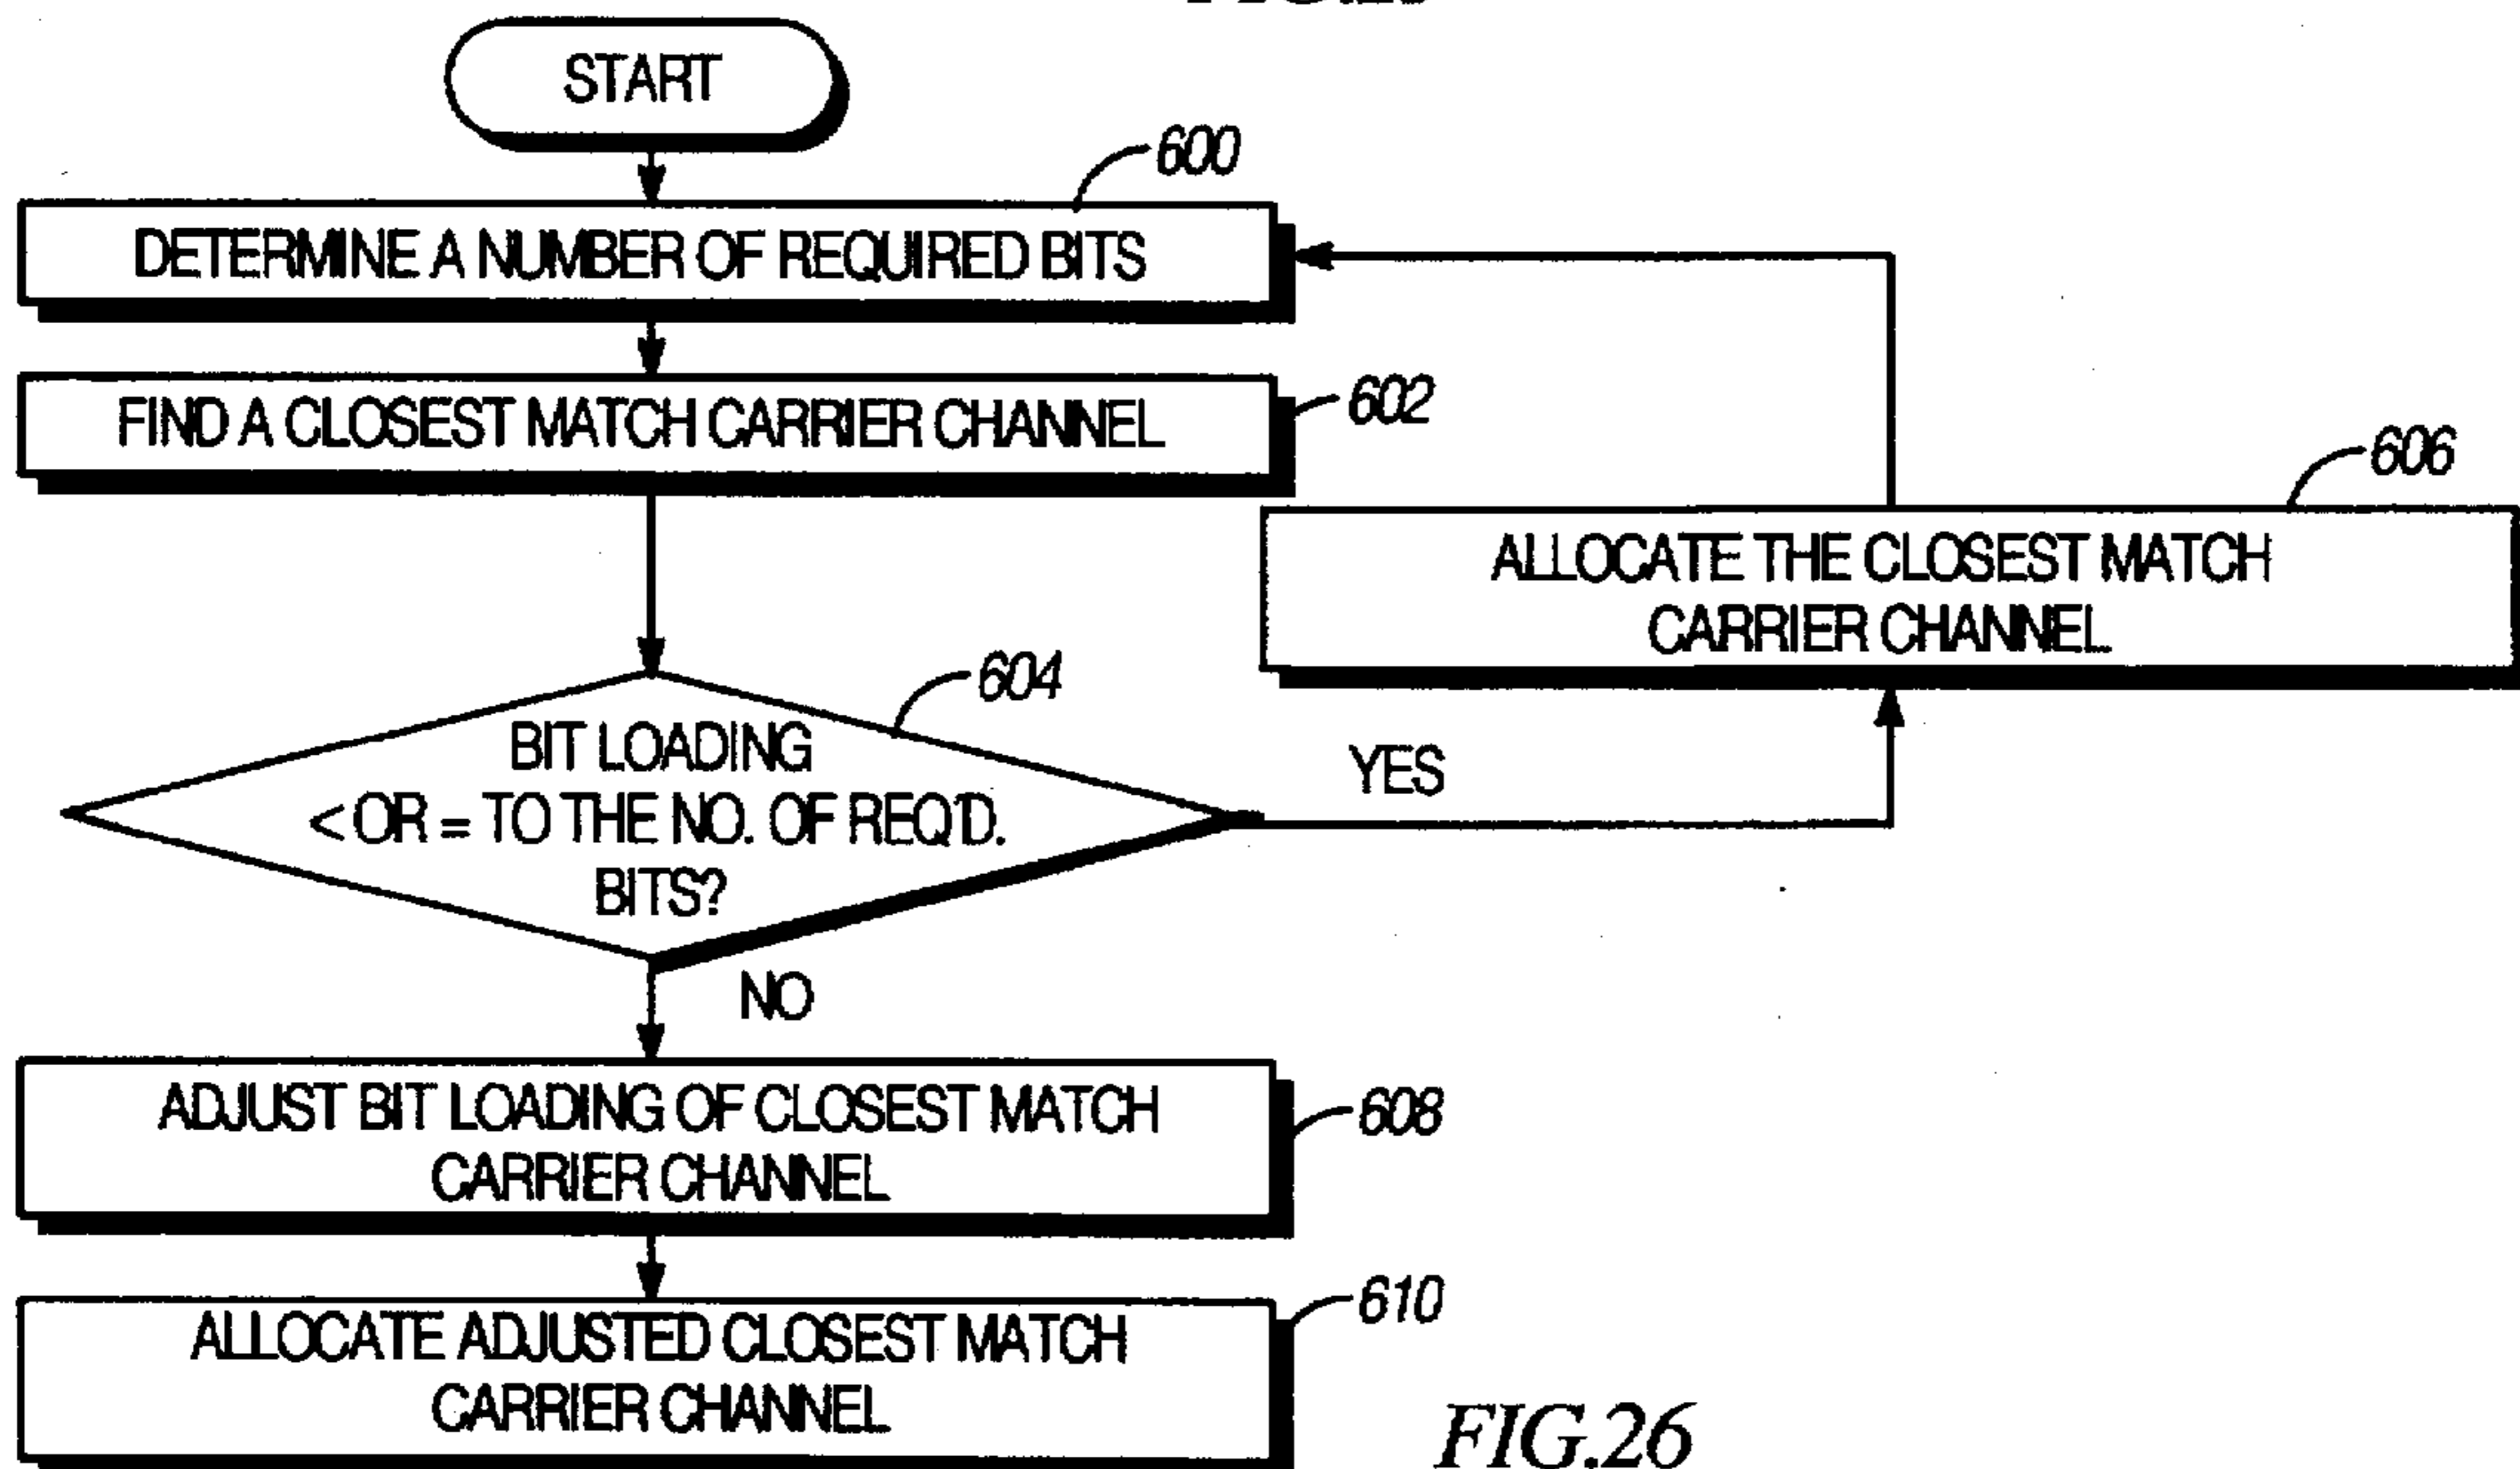 START
600
DETERMINE A NUMBER OF REQUIRED BITS
FIND A CLOSEST MATCH CARRIER CHANNEL
602
606
ALLOCATE THE CLOSEST MATCH
CARRIER CHANNEL
604
BIT LOADING
< OR = TO THE NO. OF REQ'D.
BITS?
YES
NO
ADJUST BIT LOADING OF CLOSEST MATCH
CARRIER CHANNEL
608
ALLOCATE ADJUSTED CLOSEST MATCH
CARRIER CHANNEL
610
FIG.26